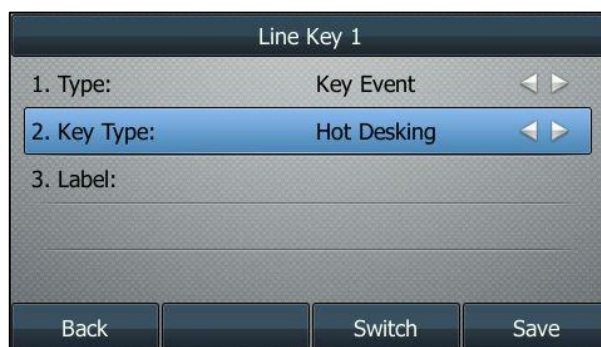 Line Key 1
1. Type: Key Event
2. Key Type: Hot Desking
3. Label:
Back Switch Save